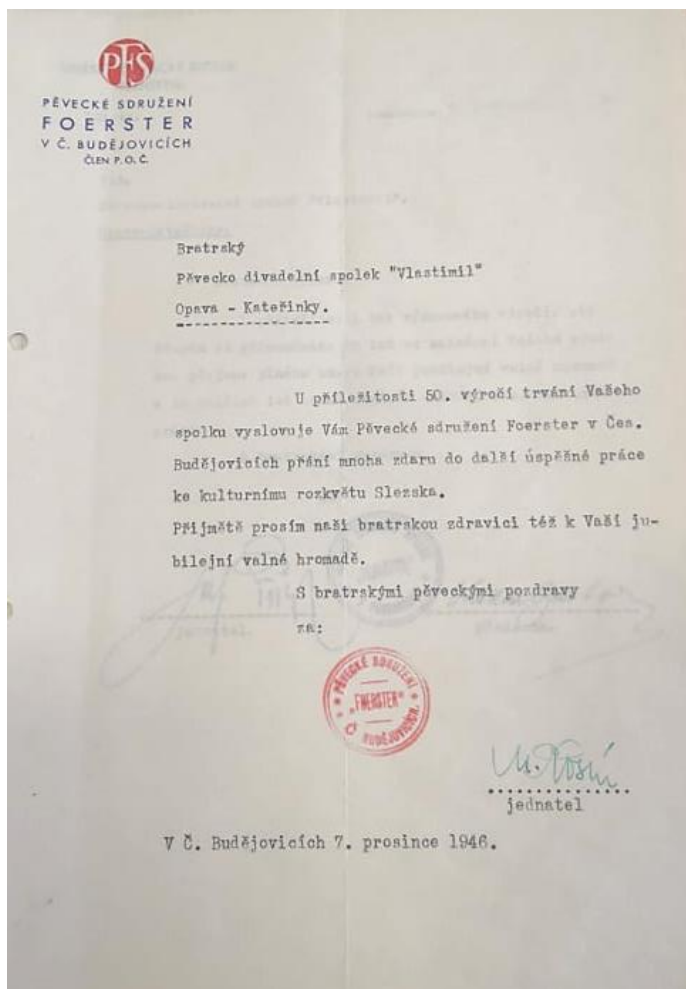 PFS
PĚVECKÉ SDRUŽENÍ
FOERSTER
V Č. BUDĚJOVICÍCH
ČLEN P. O. Č.
Bratrský
Pěvecko divadelní spolek "Vlastimil"
Opava - Kateřinky.
U příležitosti 50. výročí trvání Vašeho
spolku vyslovuje Vám Pěvecké sdružení Foerster v Čes.
Budějovicích přání mnoha zdaru do další úspěšné práce
ke kulturnímu rozkvětu Slezska.
Přijmětě prosím naši bratrskou zdravici též k Vaší ju-
bilejní valné hromadě.
S bratrskými pěveckými pozdravy
za:
PĚVECKÉ SDRUŽENÍ
"FOERSTER"
Č. BUDĚJOVICÍCH.
jednatel
V Č. Budějovicích 7. prosince 1946.